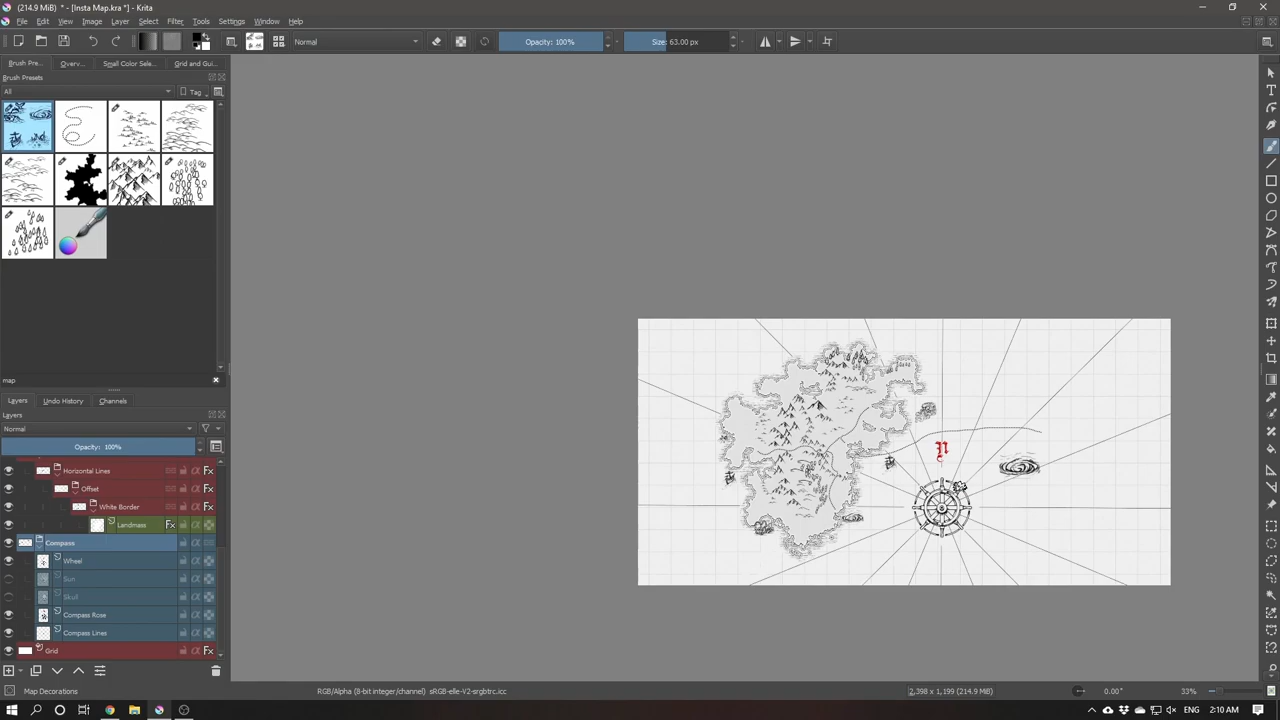 (214.9 MiB) * [Insta Map.kra *] - Krita
File Edit View Image Layer Select Filter Tools Settings Window Help
Normal
Opacity: 100%
Size: 63.00 px
Brush Pre... Overv... Small Color Sele... Grid and Gui...
Brush Presets
All
Tag
map
Layers Undo History Channels
Layers
Normal
Opacity: 100%
Horizontal Lines
Offset
White Border
Landmass
Compass
Wheel
Sun
Skull
Compass Rose
Compass Lines
Grid
n
Map Decorations
RGB/Alpha (8-bit integer/channel) sRGB-elle-V2-srgbtrc.icc
2,398 x 1,199 (214.9 MiB)
0.00°
33%
ENG
2:10 AM